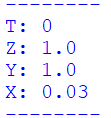 --------
T: 0
Z: 1.0
Y: 1.0
X: 0.03
--------